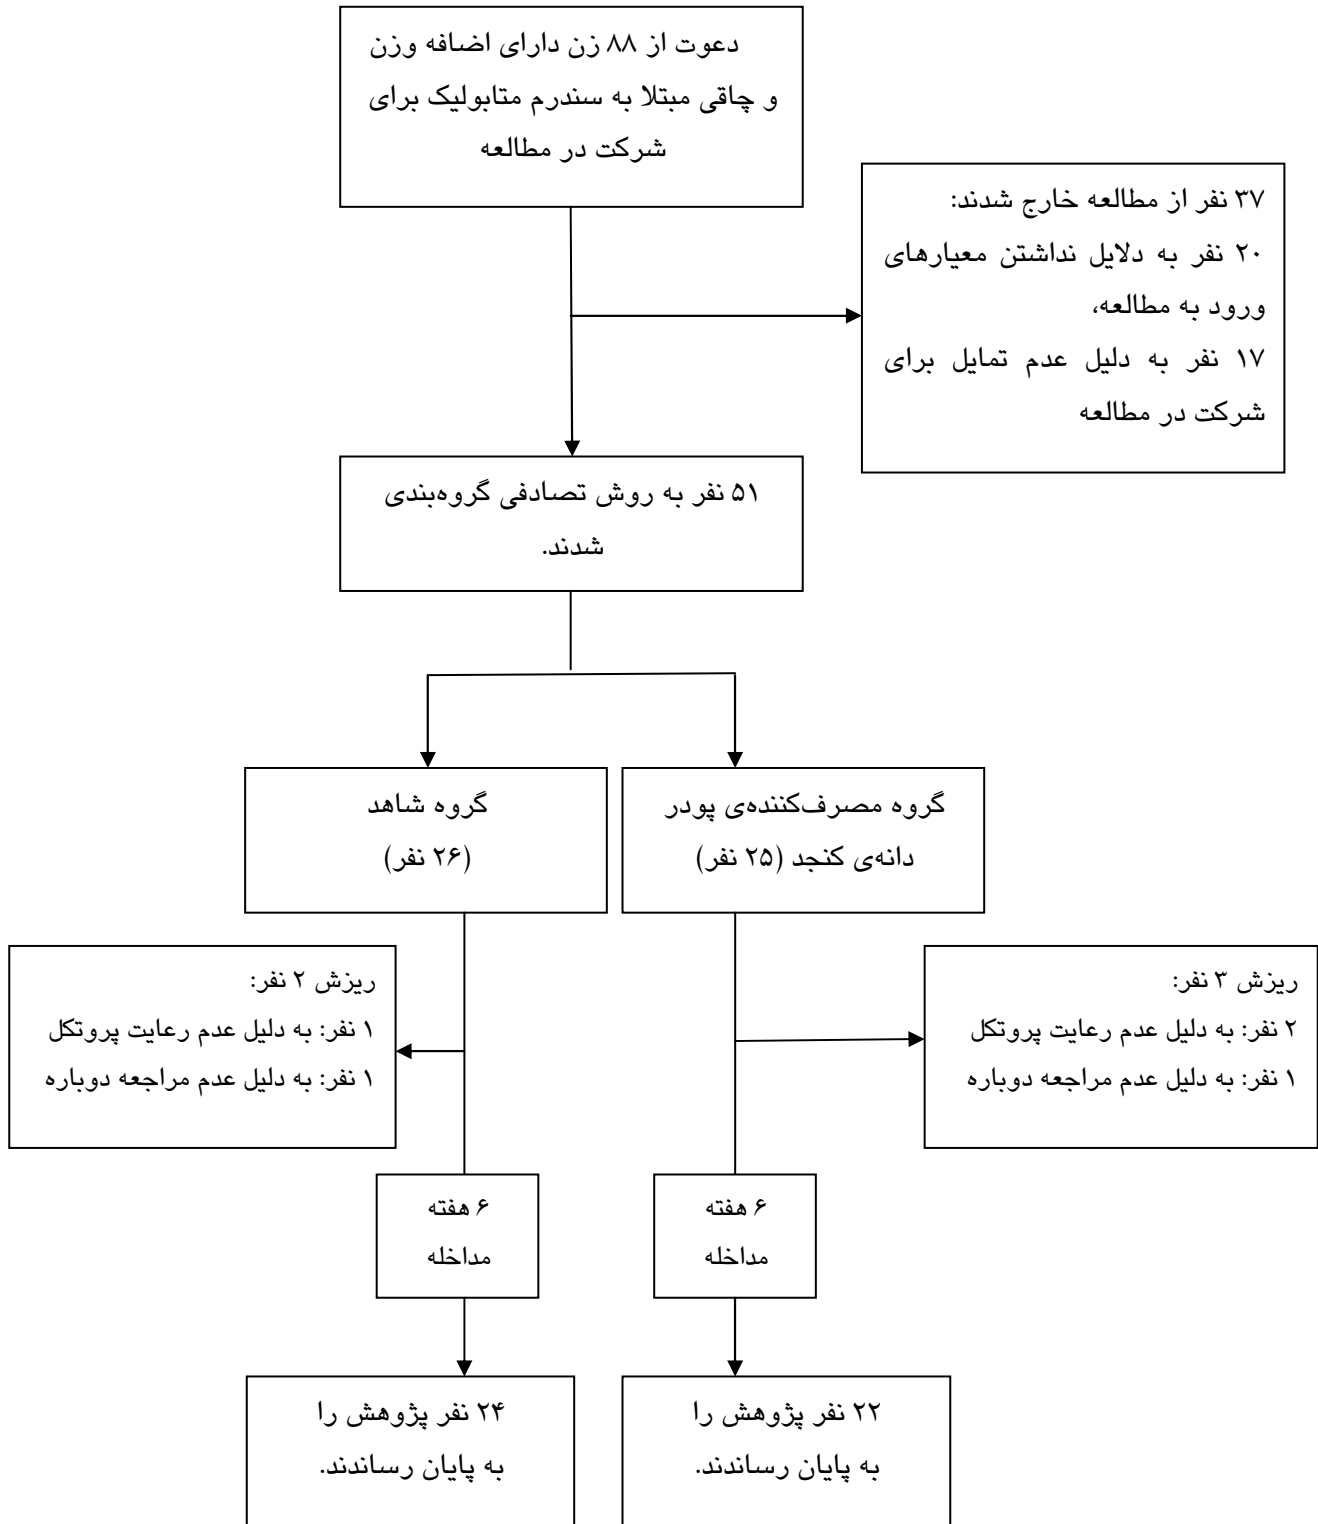 دعوت از ۸۸ زن دارای اضافه وزن
و چاقی مبتلا به سندرم متابولیک برای
شرکت در مطالعه
۳۷ نفر از مطالعه خارج شدند:
۲۰ نفر به دلایل نداشتن معیارهای
ورود به مطالعه،
۱۷ نفر به دلیل عدم تمایل برای
شرکت در مطالعه
۵۱ نفر به روش تصادفی گروه‌بندی
شدند.
گروه مصرف‌کننده‌ی پودر
دانه‌ی کنجد (۲۵ نفر)
گروه شاهد
(۲۶ نفر)
ریزش ۳ نفر:
۲ نفر: به دلیل عدم رعایت پروتکل
۱ نفر: به دلیل عدم مراجعه دوباره
ریزش ۲ نفر:
۱ نفر: به دلیل عدم رعایت پروتکل
۱ نفر: به دلیل عدم مراجعه دوباره
۶ هفته
مداخله
۶ هفته
مداخله
۲۲ نفر پژوهش را
به پایان رساندند.
۲۴ نفر پژوهش را
به پایان رساندند.